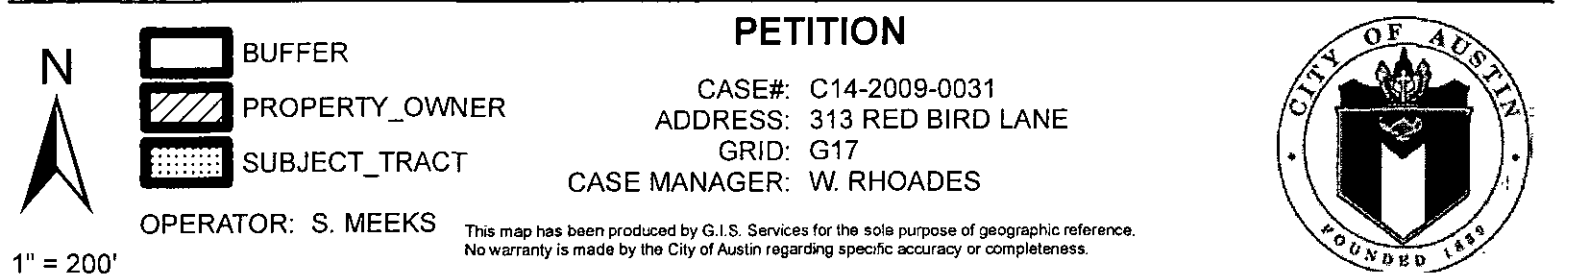 PETITION
N
BUFFER
PROPERTY_OWNER
SUBJECT_TRACT
OPERATOR: S. MEEKS
1" = 200'
CASE#: C14-2009-0031
ADDRESS: 313 RED BIRD LANE
GRID: G17
CASE MANAGER: W. RHOADES
This map has been produced by G.I.S. Services for the sole purpose of geographic reference.
No warranty is made by the City of Austin regarding specific accuracy or completeness.
CITY OF AUSTIN
FOUNDED 1839